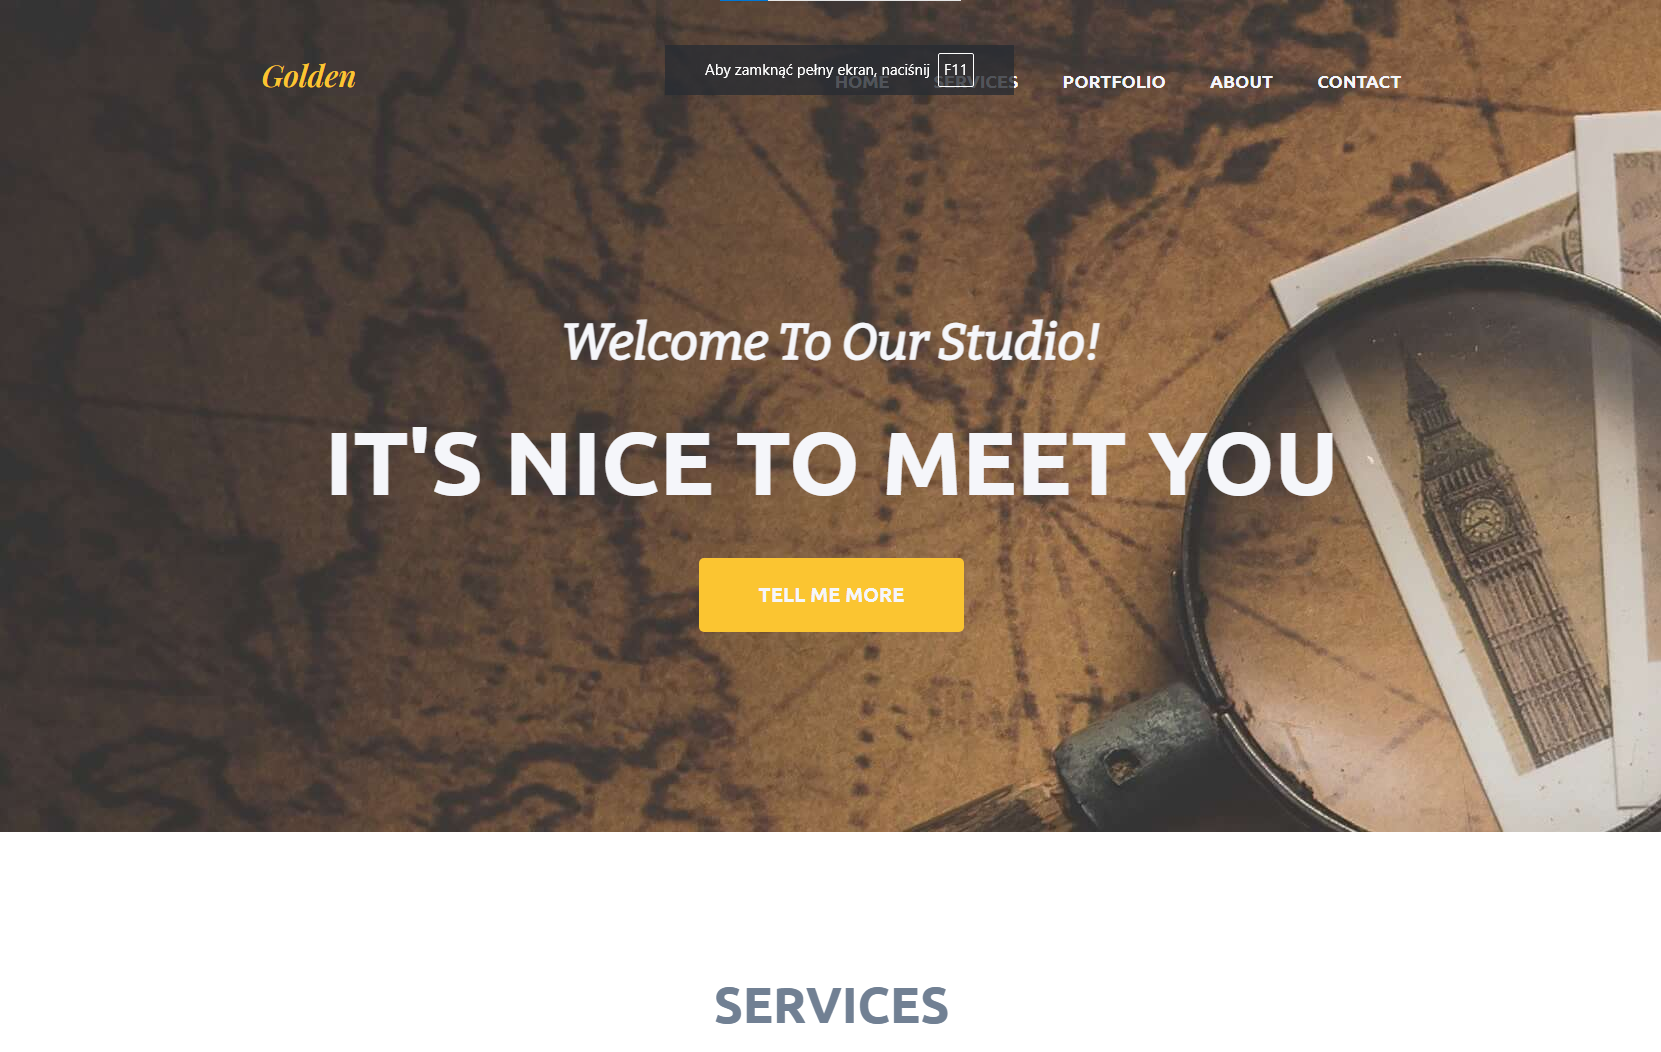 Golden
Aby zamknąć pełny ekran, naciśnij F11
HOME SERVICES PORTFOLIO ABOUT CONTACT
Welcome To Our Studio!
IT'S NICE TO MEET YOU
TELL ME MORE
SERVICES